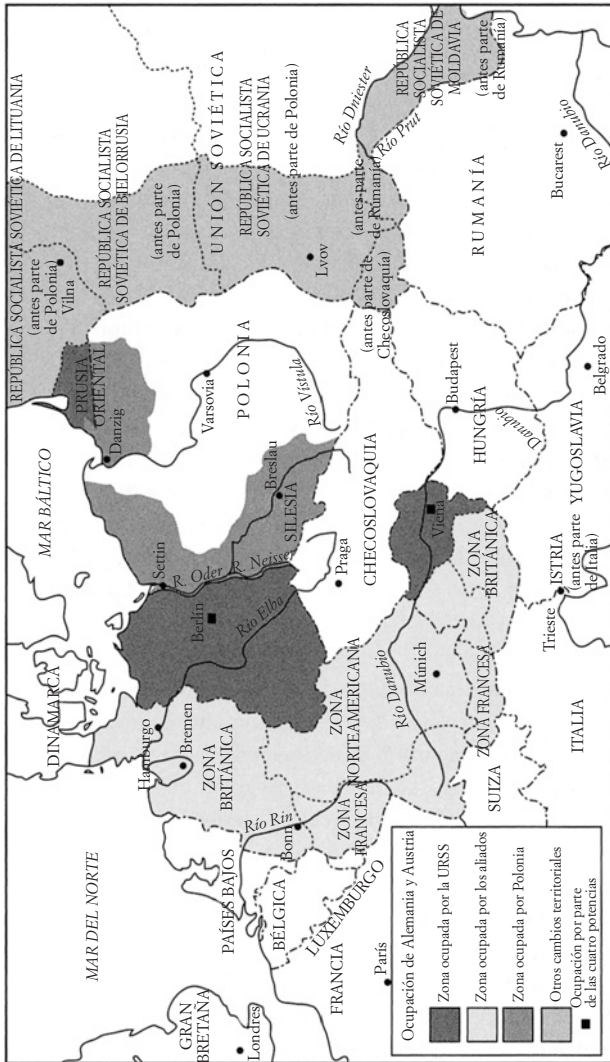 MAR DEL NORTE
MAR BÁLTICO
GRAN
BRETAÑA
Londres
DINAMARCA
Hamburgo
Bremen
ZONA
BRITÁNICA
PAÍSES BAJOS
BÉLGICA
LUXEMBURGO
FRANCIA
París
Río Rin
Bonn
ZONA
FRANCESA
ZONA
NORTEAMERICANA
Río Danubio
Múnich
ZONA FRANCESA
SUIZA
ITALIA
Berlín
Río Elba
Settin
R. Oder
R. Neisser
Breslau
SILESIA
Praga
CHECOSLOVAQUIA
Viena
ZONA
BRITÁNICA
Trieste
ISTRIA
(antes parte
de Italia)
YUGOSLAVIA
Belgrado
HUNGRÍA
Budapest
Danubio
Danzig
PRUSIA
ORIENTAL
Varsovia
POLONIA
Río Vístula
REPÚBLICA SOCIALISTA SOVIÉTICA DE LITUANIA
(antes parte
de Polonia)
Vilna
REPÚBLICA SOCIALISTA
SOVIÉTICA DE BIELORRUSIA
(antes parte
de Polonia)
UNIÓN SOVIÉTICA
REPÚBLICA SOCIALISTA
SOVIÉTICA DE UCRANIA
(antes parte de Polonia)
Lvov
(antes parte
de Rumanía)
(antes parte de
Checoslovaquía)
Río Dniester
Río Prut
REPÚBLICA
SOCIALISTA
SOVIÉTICA DE
MOLDAVIA
(antes parte
de Rumanía)
RUMANÍA
Bucarest
Río Danubio
Ocupación de Alemania y Austria
Zona ocupada por la URSS
Zona ocupada por los aliados
Zona ocupada por Polonia
Otros cambios territoriales
Ocupación por parte
de las cuatro potencias